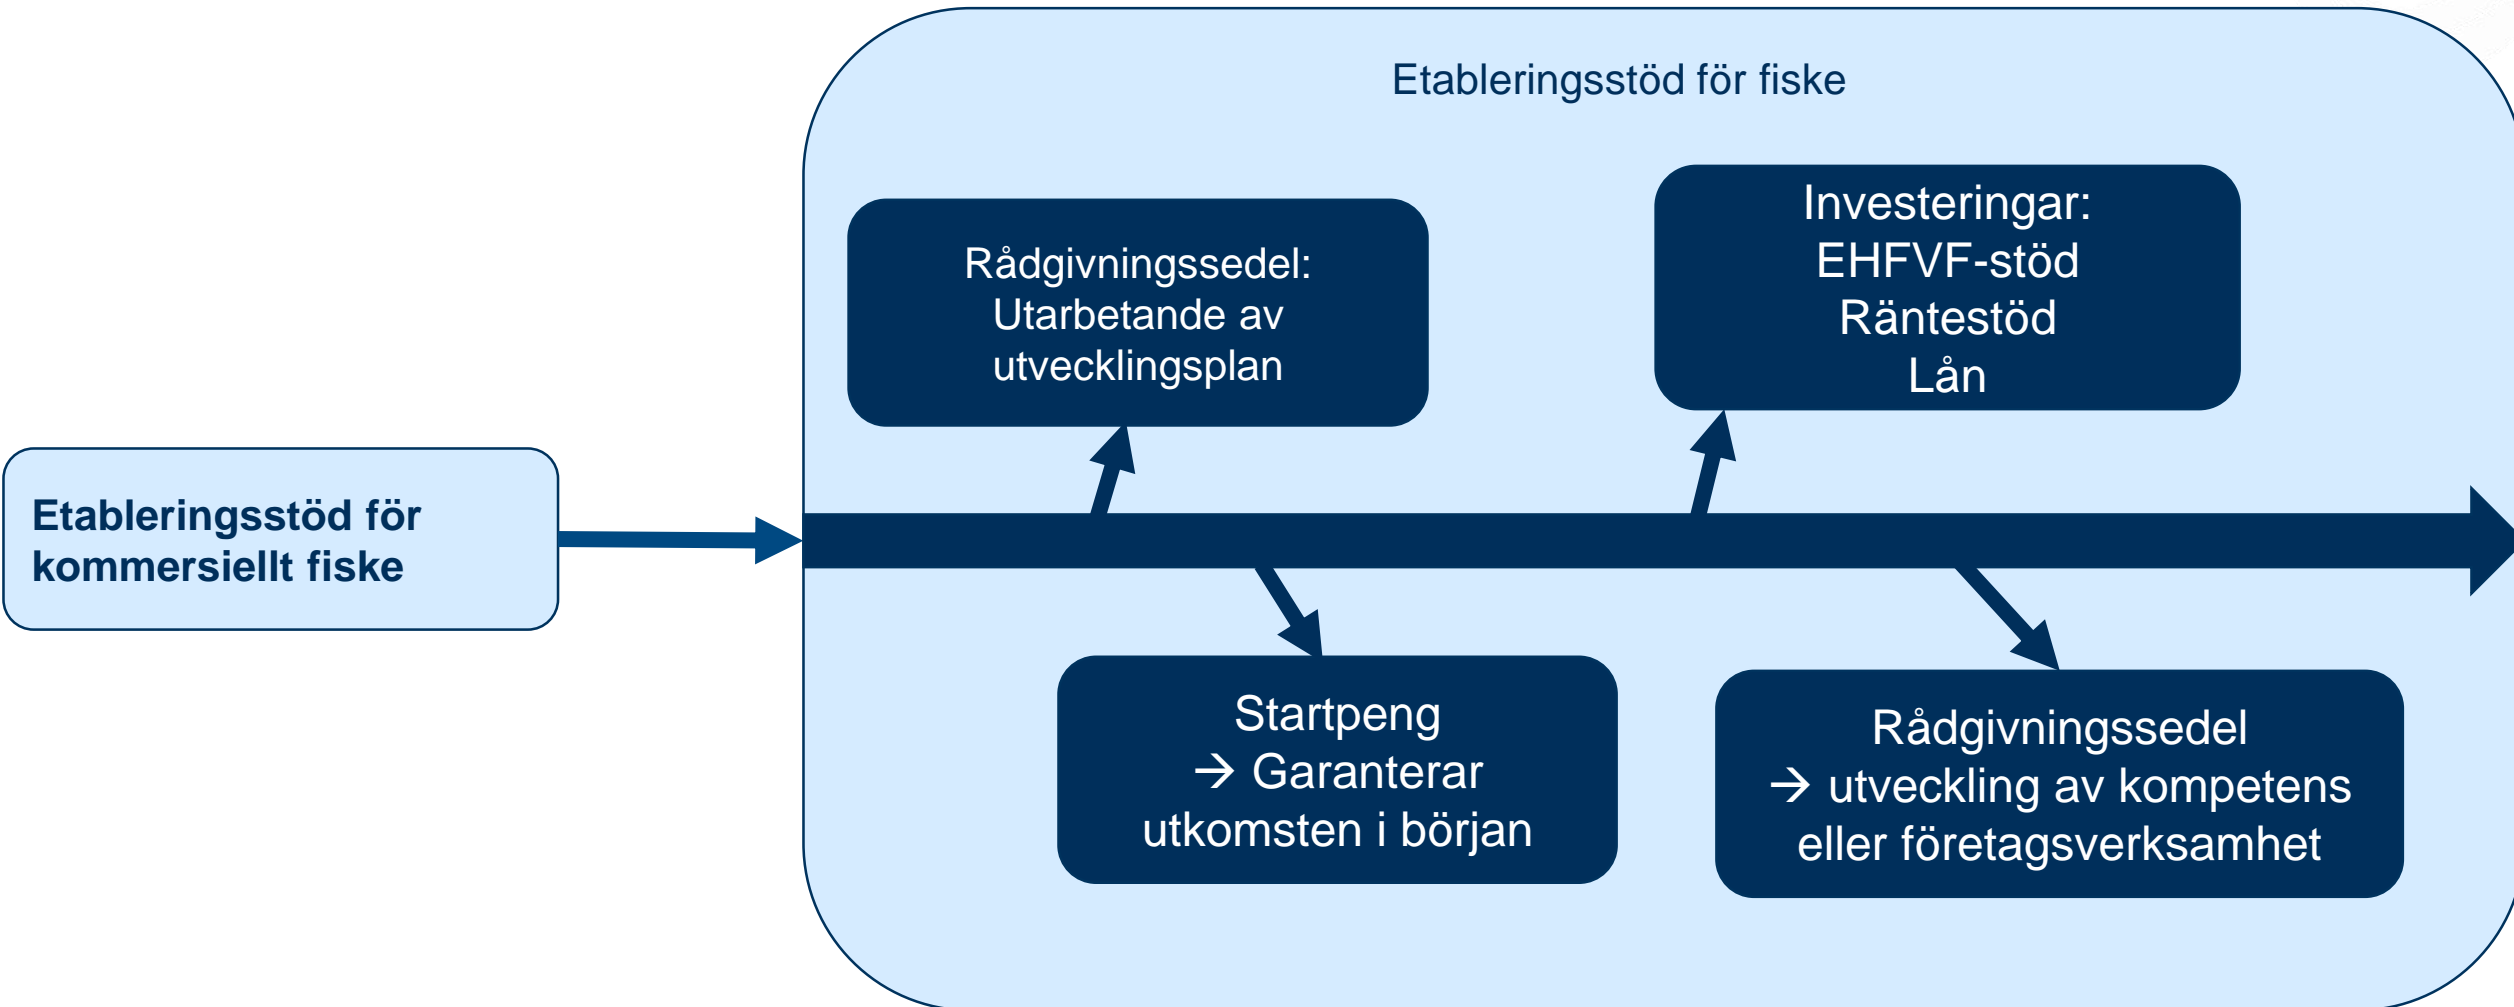 Etableringsstöd för fiske
Rådgivningssedel:
Utarbetande av
utvecklingsplan
Investeringar:
EHFVF-stöd
Räntestöd
Lån
Etableringsstöd för
kommersiellt fiske
Startpeng
→ Garanterar
utkomsten i början
Rådgivningssedel
→ utveckling av kompetens
eller företagsverksamhet